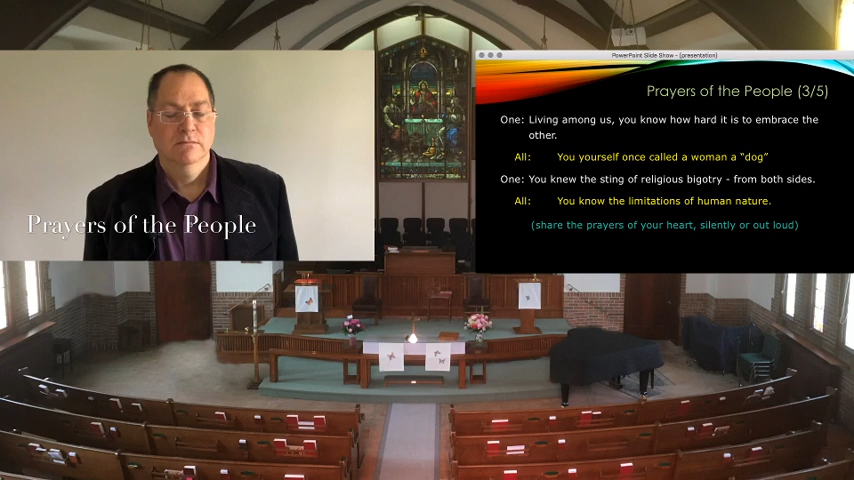 Prayers of the People
PowerPoint Slide Show - [presentation]
Prayers of the People (3/5)
One: Living among us, you know how hard it is to embrace the
other.
All: You yourself once called a woman a “dog”
One: You knew the sting of religious bigotry - from both sides.
All: You know the limitations of human nature.
(share the prayers of your heart, silently or out loud)